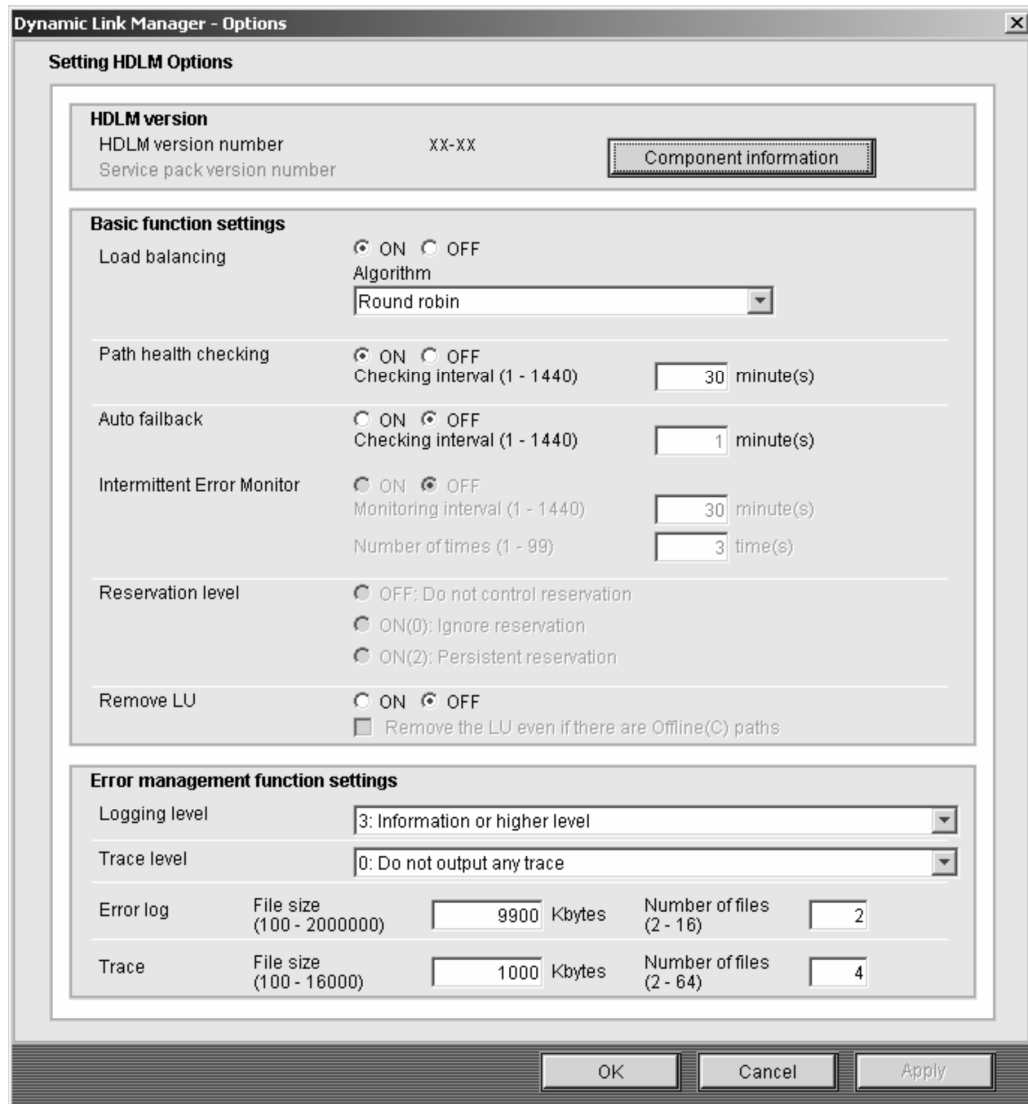 Dynamic Link Manager - Options
Setting HDLM Options
HDLM version
HDLM version number XX-XX
Component information
Service pack version number
Basic function settings
Load balancing ON OFF
Algorithm
Round robin
Path health checking ON OFF
Checking interval (1 - 1440) 30 minute(s)
Auto failback ON OFF
Checking interval (1 - 1440) 1 minute(s)
Intermittent Error Monitor ON OFF
Monitoring interval (1 - 1440) 30 minute(s)
Number of times (1 - 99) 3 time(s)
Reservation level OFF: Do not control reservation
ON(0): Ignore reservation
ON(2): Persistent reservation
Remove LU ON OFF
Remove the LU even if there are Offline(C) paths
Error management function settings
Logging level 3: Information or higher level
Trace level 0: Do not output any trace
Error log File size (100 - 2000000) 9900 Kbytes Number of files (2 - 16) 2
Trace File size (100 - 16000) 1000 Kbytes Number of files (2 - 64) 4
OK Cancel Apply